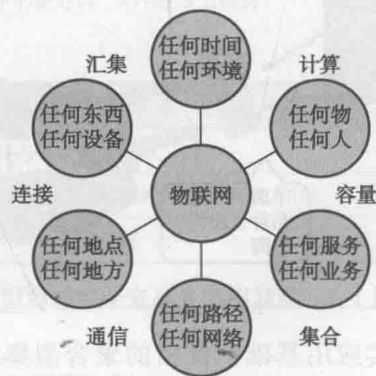 任何时间
任何环境
汇集
计算
任何东西
任何设备
任何物
任何人
连接
物联网
容量
任何地点
任何地方
任何服务
任何业务
通信
任何路径
任何网络
集合